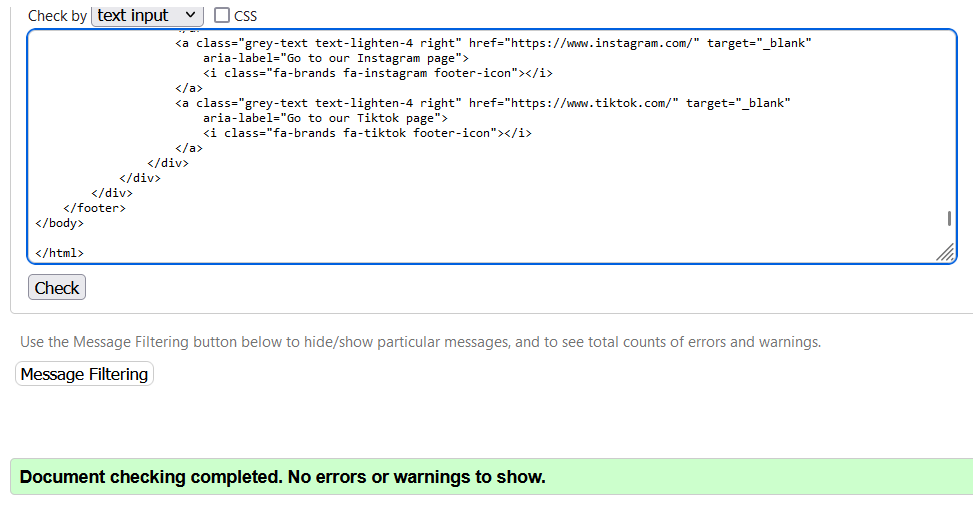 Check by text input CSS
<a class="grey-text text-lighten-4 right" href="https://www.instagram.com/" target="_blank"
aria-label="Go to our Instagram page">
<i class="fa-brands fa-instagram footer-icon"></i>
</a>
<a class="grey-text text-lighten-4 right" href="https://www.tiktok.com/" target="_blank"
aria-label="Go to our Tiktok page">
<i class="fa-brands fa-tiktok footer-icon"></i>
</a>
</div>
</div>
</div>
</footer>
</body>
</html>
Check
Use the Message Filtering button below to hide/show particular messages, and to see total counts of errors and warnings.
Message Filtering
Document checking completed. No errors or warnings to show.